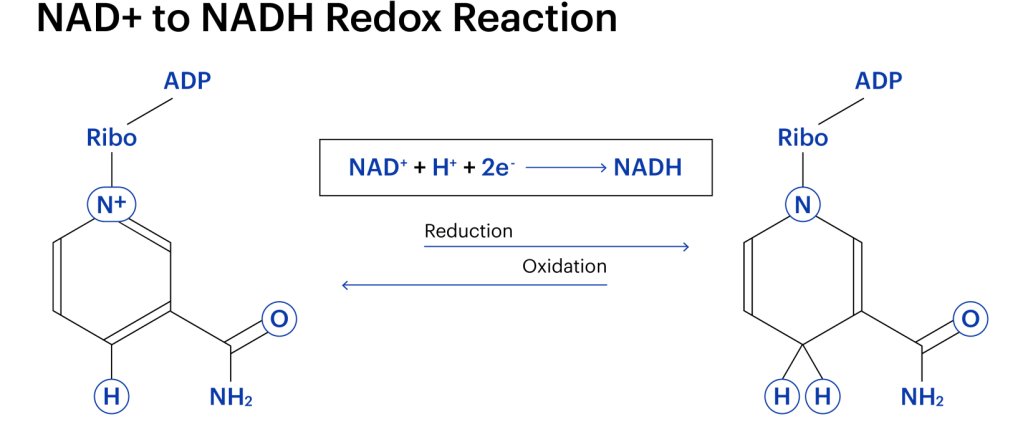 NAD+ to NADH Redox Reaction
ADP
Ribo
N+
O
H
NH₂
NAD⁺ + H⁺ + 2e⁻ ⟶ NADH
Reduction
Oxidation
ADP
Ribo
N
O
H H
NH₂